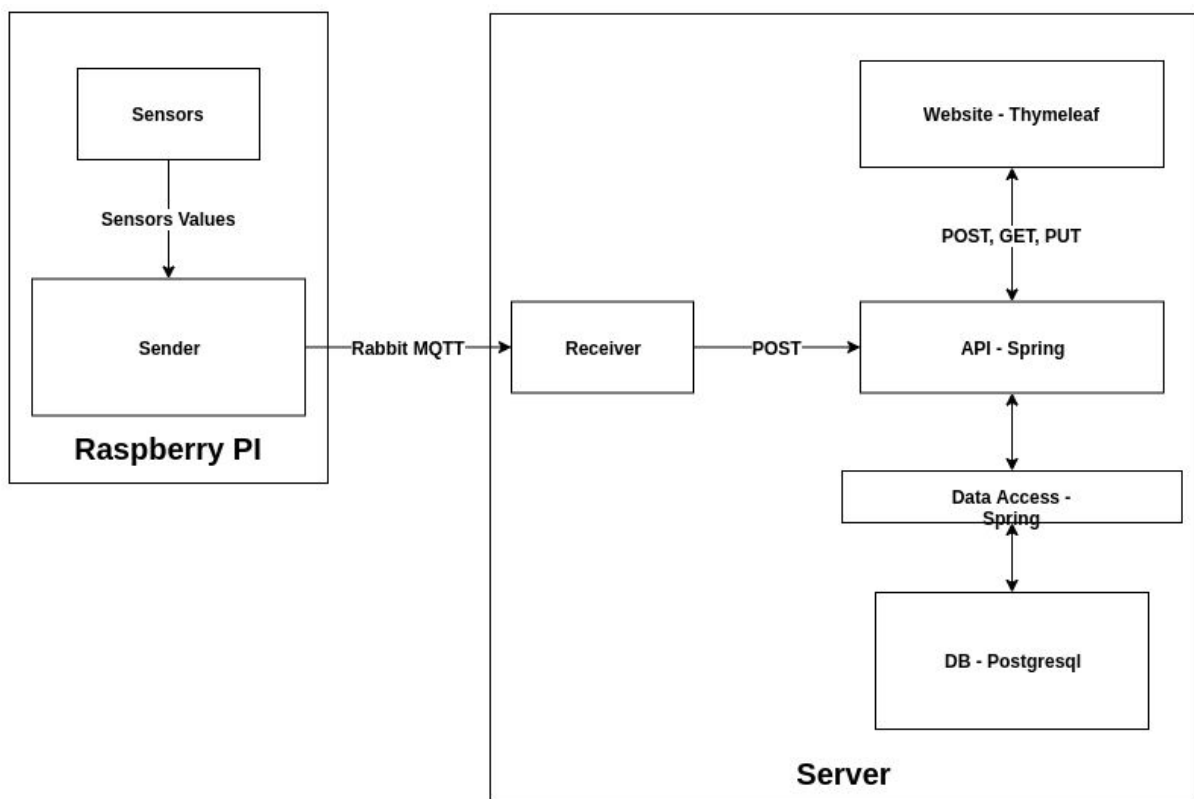 Sensors
Sensors Values
Sender
Raspberry PI
Rabbit MQTT
Receiver
POST
Website - Thymeleaf
POST, GET, PUT
API - Spring
Data Access -
Spring
DB - Postgresql
Server